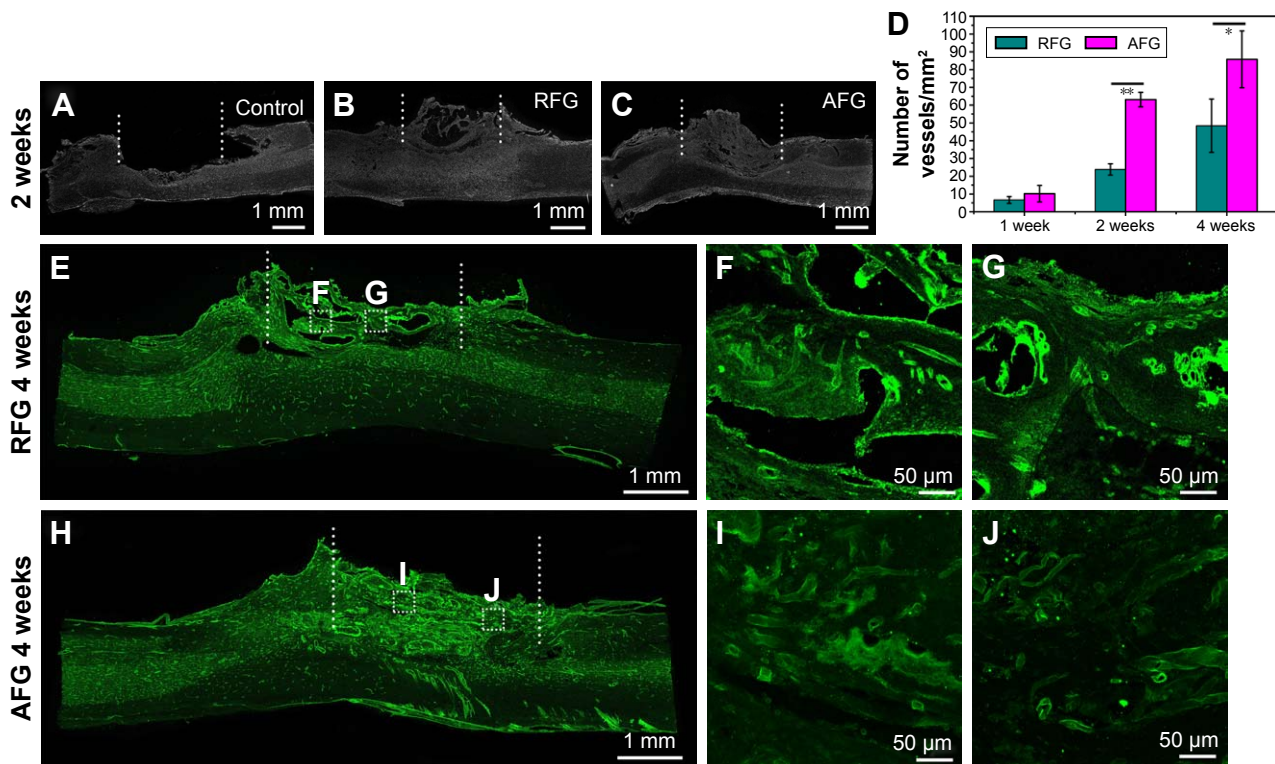 2 weeks
A
Control
1 mm
B
RFG
1 mm
C
AFG
1 mm
D
Number of
vessels/mm²
110
100
90
80
70
60
50
40
30
20
10
0
RFG
AFG
**
*
1 week
2 weeks
4 weeks
RFG 4 weeks
E
F
G
1 mm
F
50 µm
G
50 µm
AFG 4 weeks
H
I
J
1 mm
I
50 µm
J
50 µm